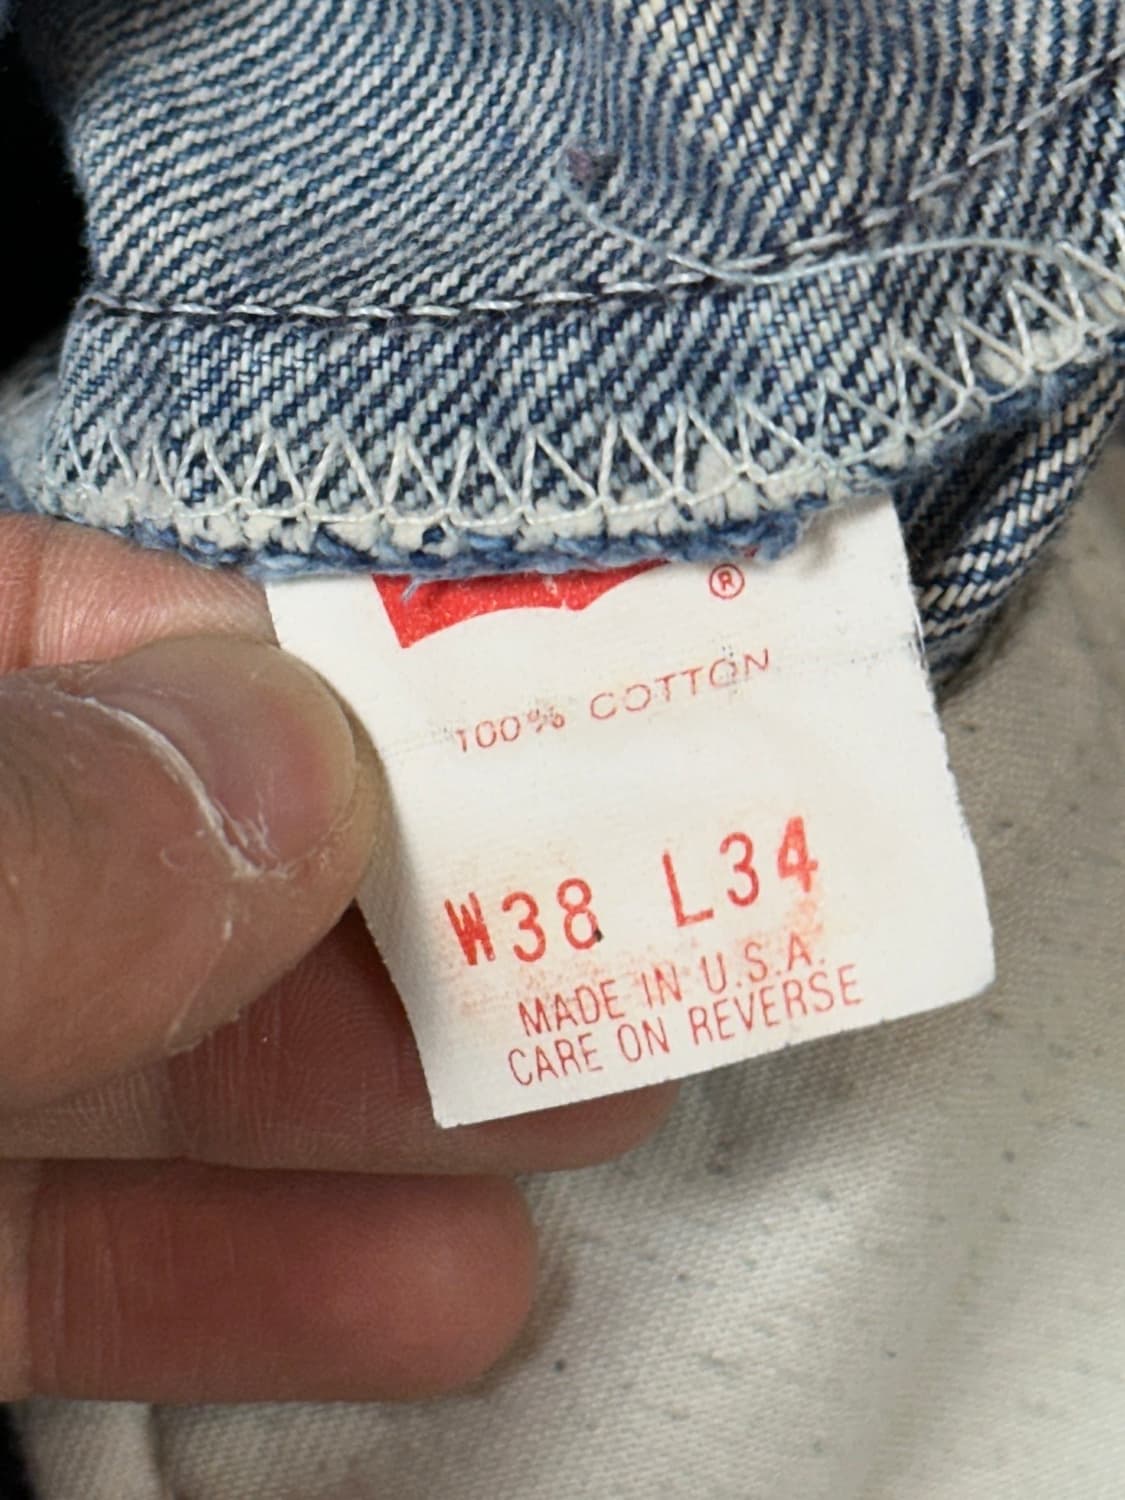 ®
100% COTTON
W38 L34
MADE IN U.S.A.
CARE ON REVERSE